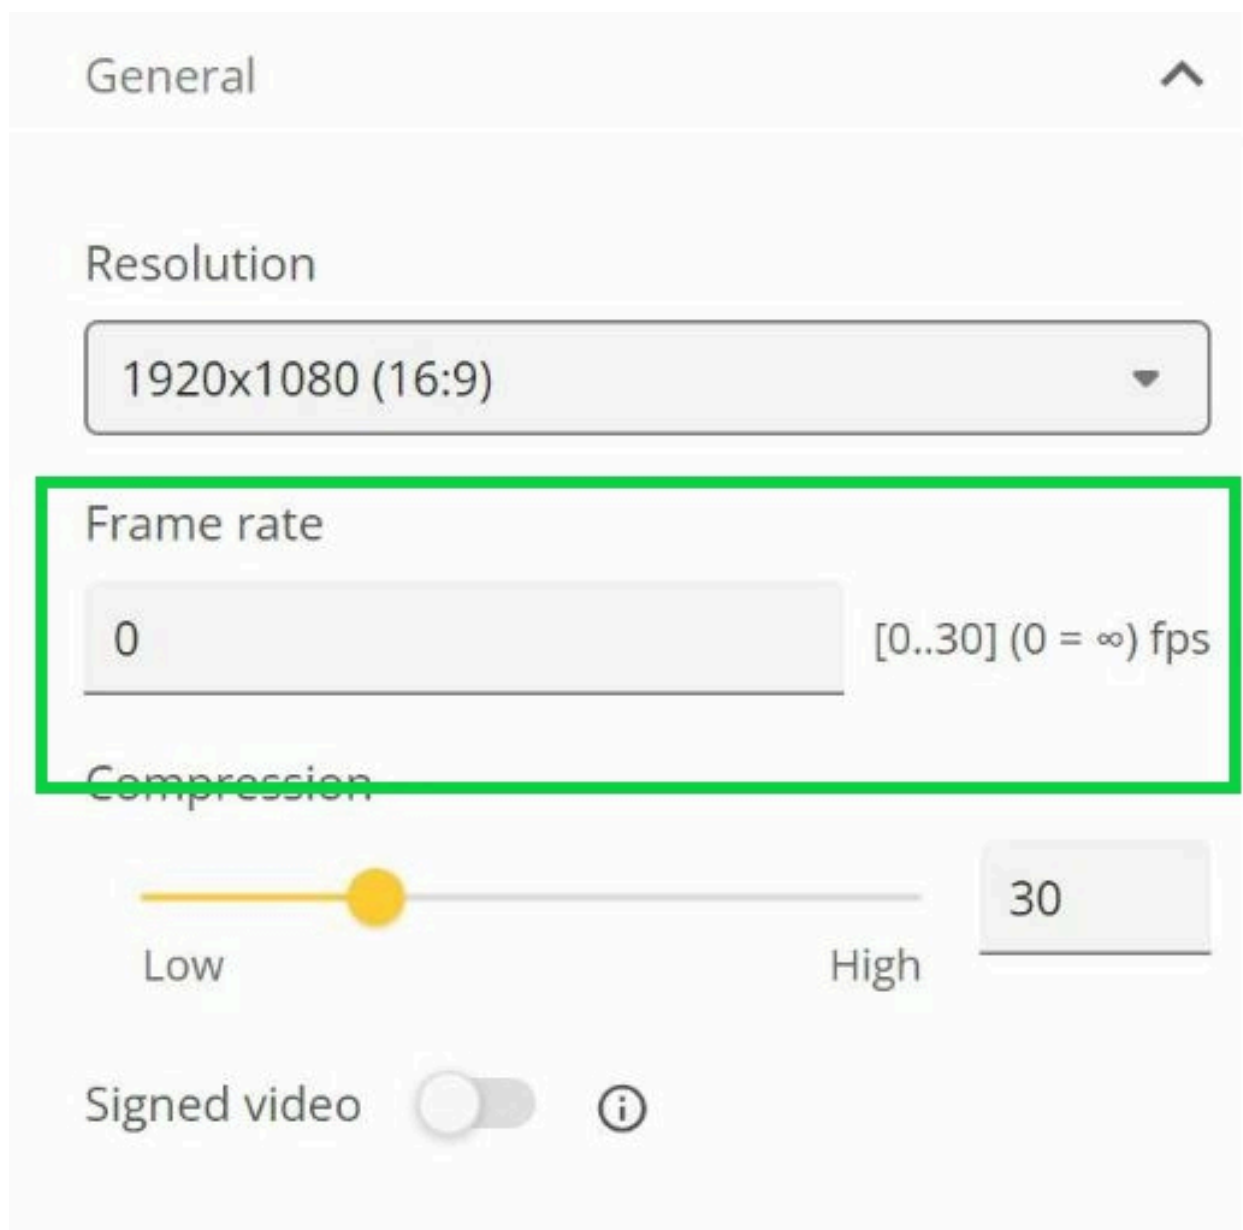 General
Resolution
1920x1080 (16:9)
Frame rate
0
[0..30] (0 = ∞) fps
Compression
30
Low
High
Signed video